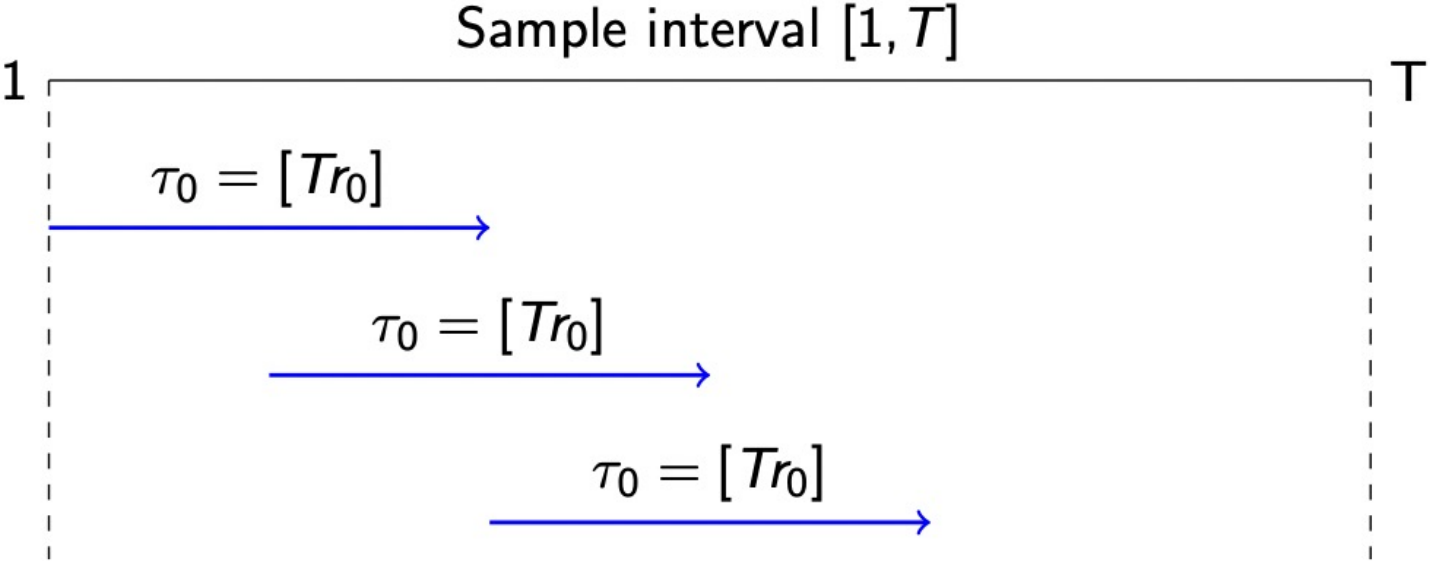 Sample interval [1, T]
1 T
τ₀ = [Tr₀]
τ₀ = [Tr₀]
τ₀ = [Tr₀]